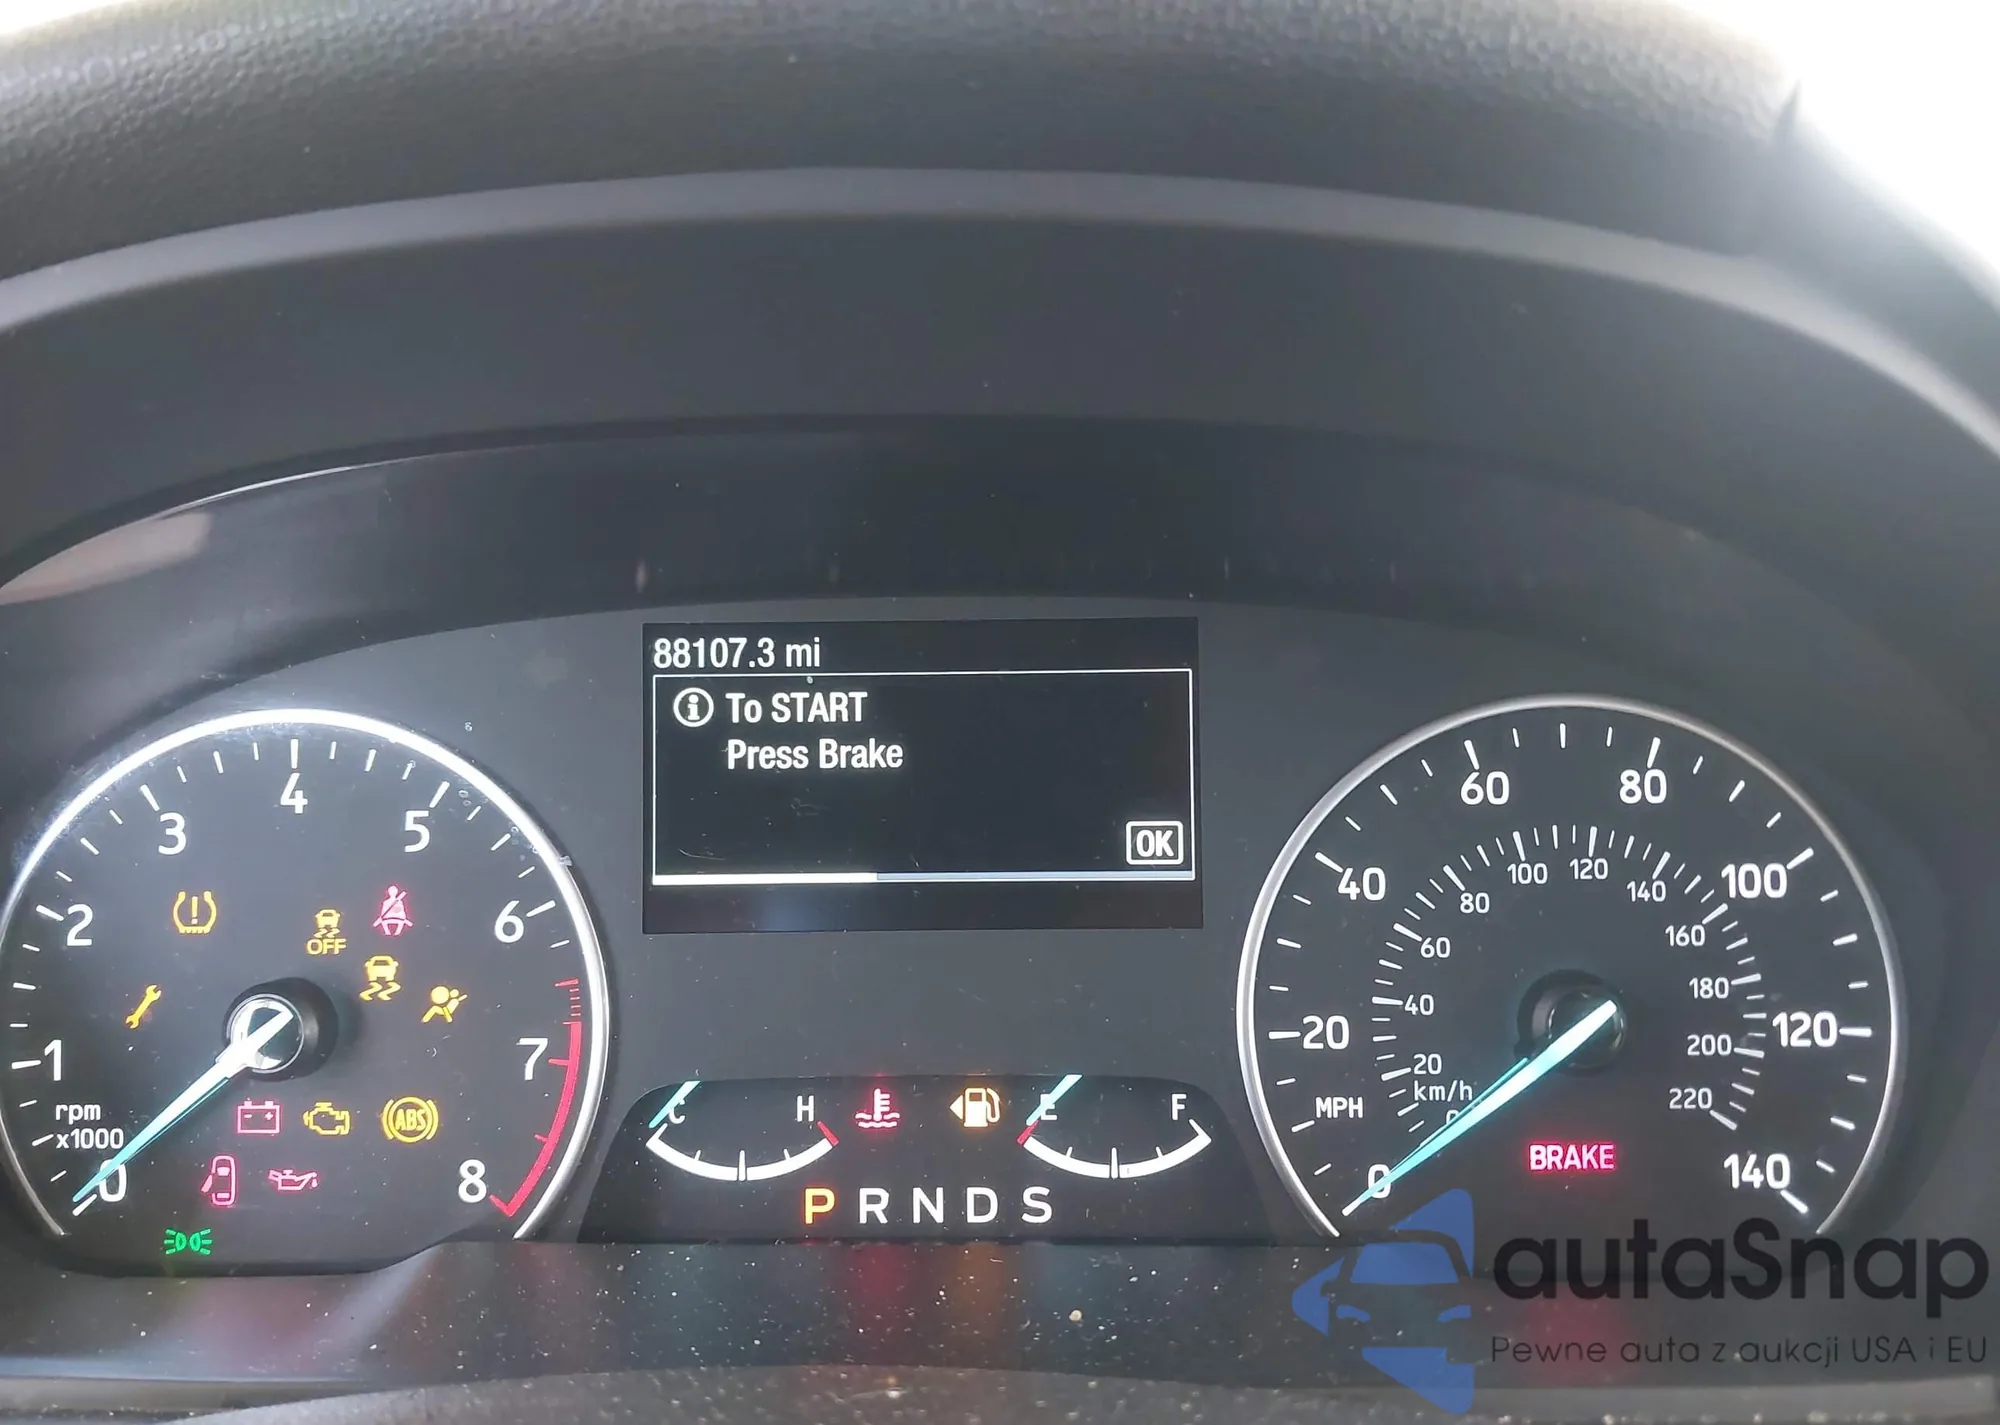 88107.3 mi
To START
Press Brake
OK
0
1
2
3
4
5
6
7
8
rpm
x1000
OFF
ABS
C
H
E
F
P R N D S
0
20
40
60
80
100
120
140
MPH
km/h
0
20
40
60
80
100
120
140
160
180
200
220
BRAKE
autaSnap
Pewne auta z aukcji USA i EU